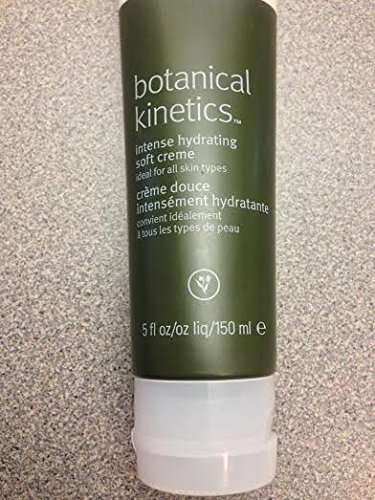 botanical
kinetics™
intense hydrating
soft creme
ideal for all skin types
crème douce
intensément hydratante
convient idéalement
à tous les types de peau
5 fl oz/oz liq/150 ml ℮